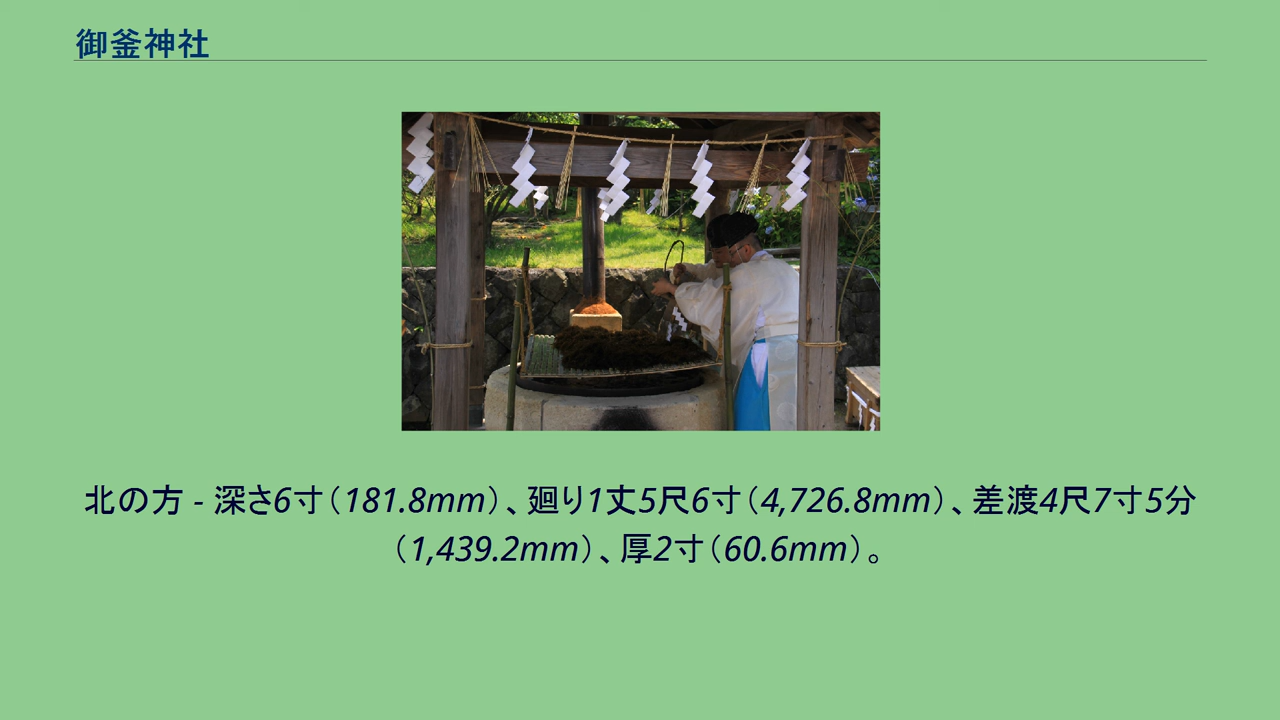 御釜神社
北の方 - 深さ6寸（181.8mm）、廻り1丈5尺6寸（4,726.8mm）、差渡4尺7寸5分
（1,439.2mm）、厚2寸（60.6mm）。